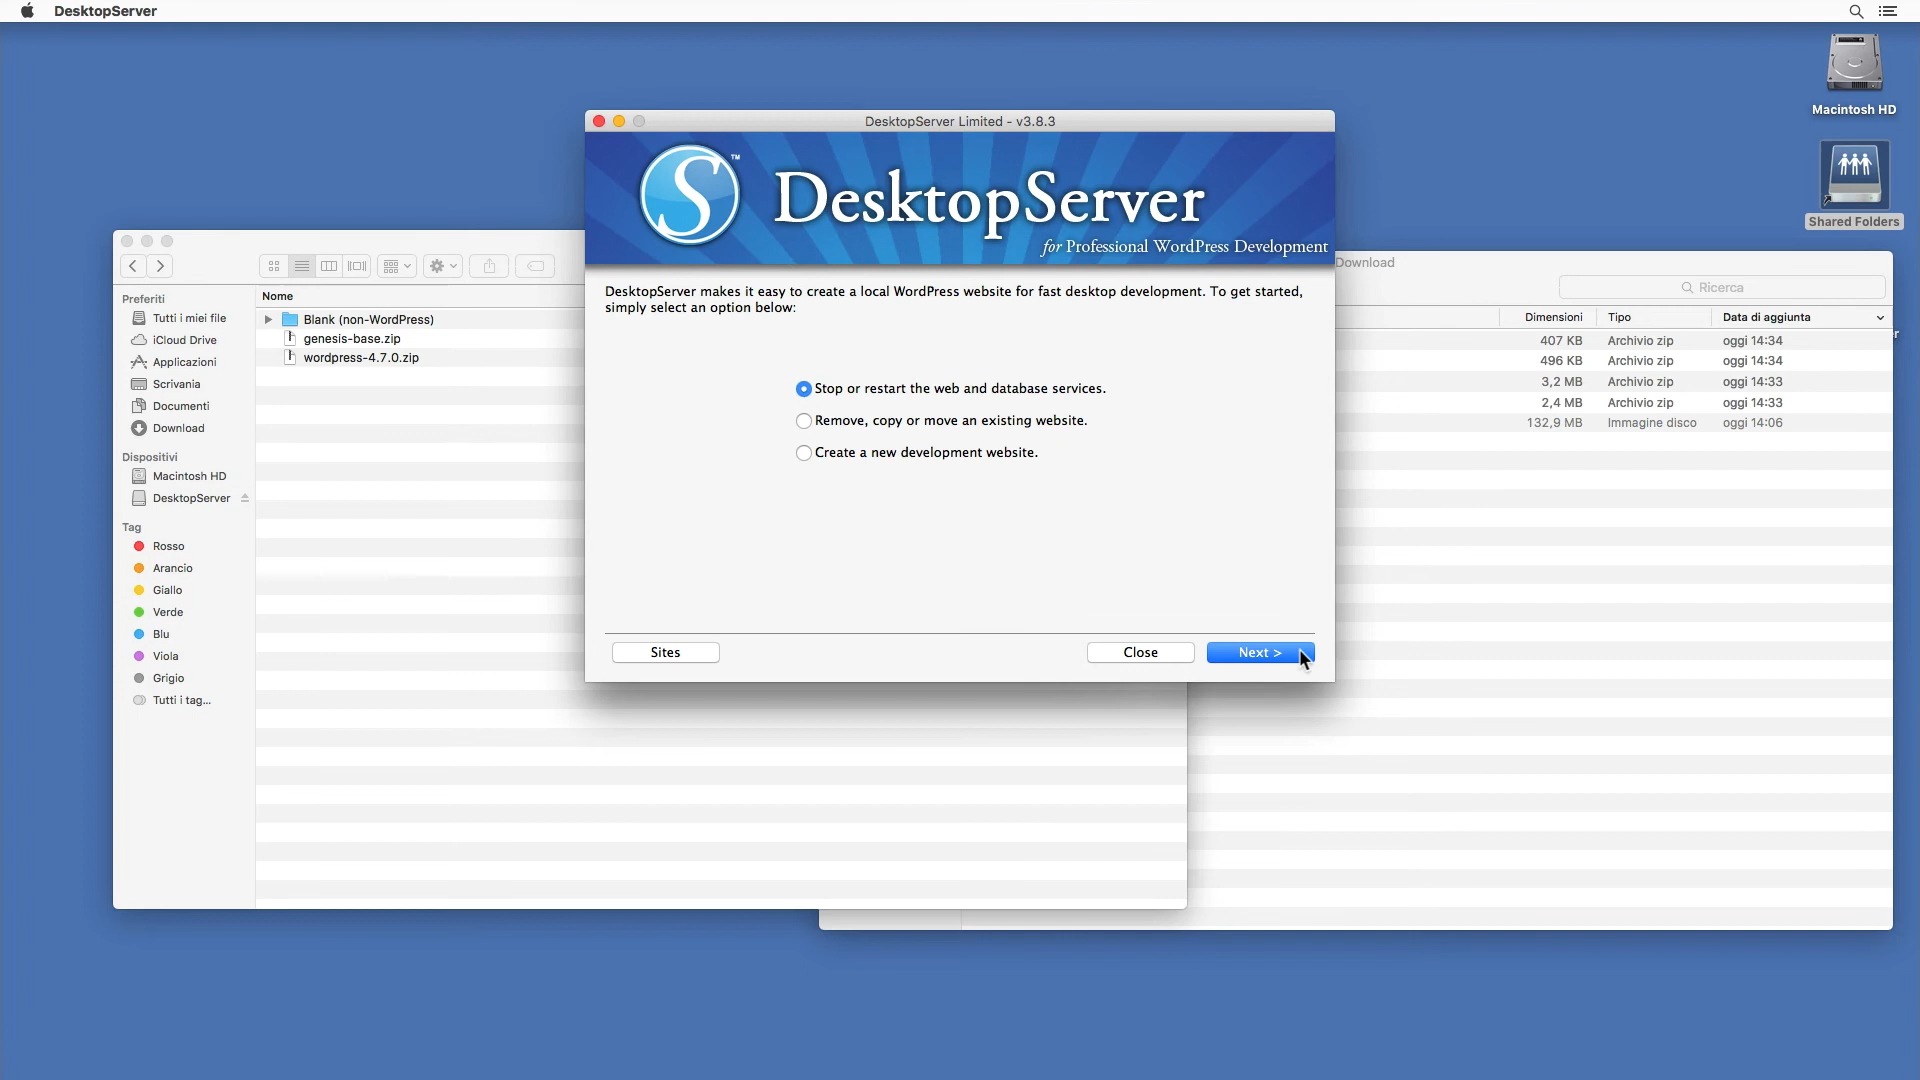 DesktopServer
Macintosh HD
Shared Folders
DesktopServer Limited - v3.8.3
S
™
DesktopServer
for Professional WordPress Development
DesktopServer makes it easy to create a local WordPress website for fast desktop development. To get started,
simply select an option below:
Stop or restart the web and database services.
Remove, copy or move an existing website.
Create a new development website.
Sites
Close
Next >
Preferiti
Tutti i miei file
iCloud Drive
Applicazioni
Scrivania
Documenti
Download
Dispositivi
Macintosh HD
DesktopServer
Tag
Rosso
Arancio
Giallo
Verde
Blu
Viola
Grigio
Tutti i tag...
Nome
Blank (non-WordPress)
genesis-base.zip
wordpress-4.7.0.zip
Download
Ricerca
Dimensioni Tipo Data di aggiunta
407 KB Archivio zip oggi 14:34
496 KB Archivio zip oggi 14:34
3,2 MB Archivio zip oggi 14:33
2,4 MB Archivio zip oggi 14:33
132,9 MB Immagine disco oggi 14:06